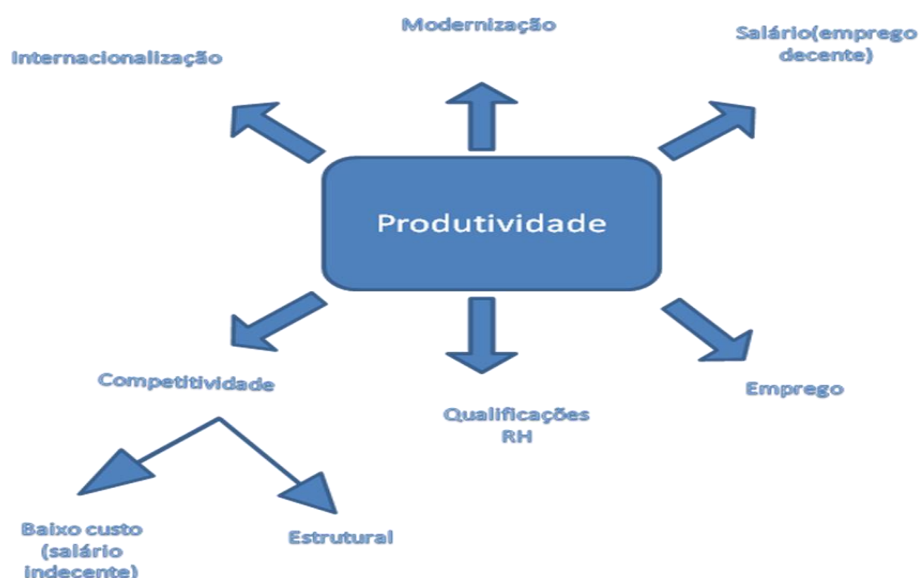 Modernização
Internacionalização
Salário(emprego
decente)
Produtividade
Competitividade
Qualificações
RH
Emprego
Baixo custo
(salário
indecente)
Estrutural